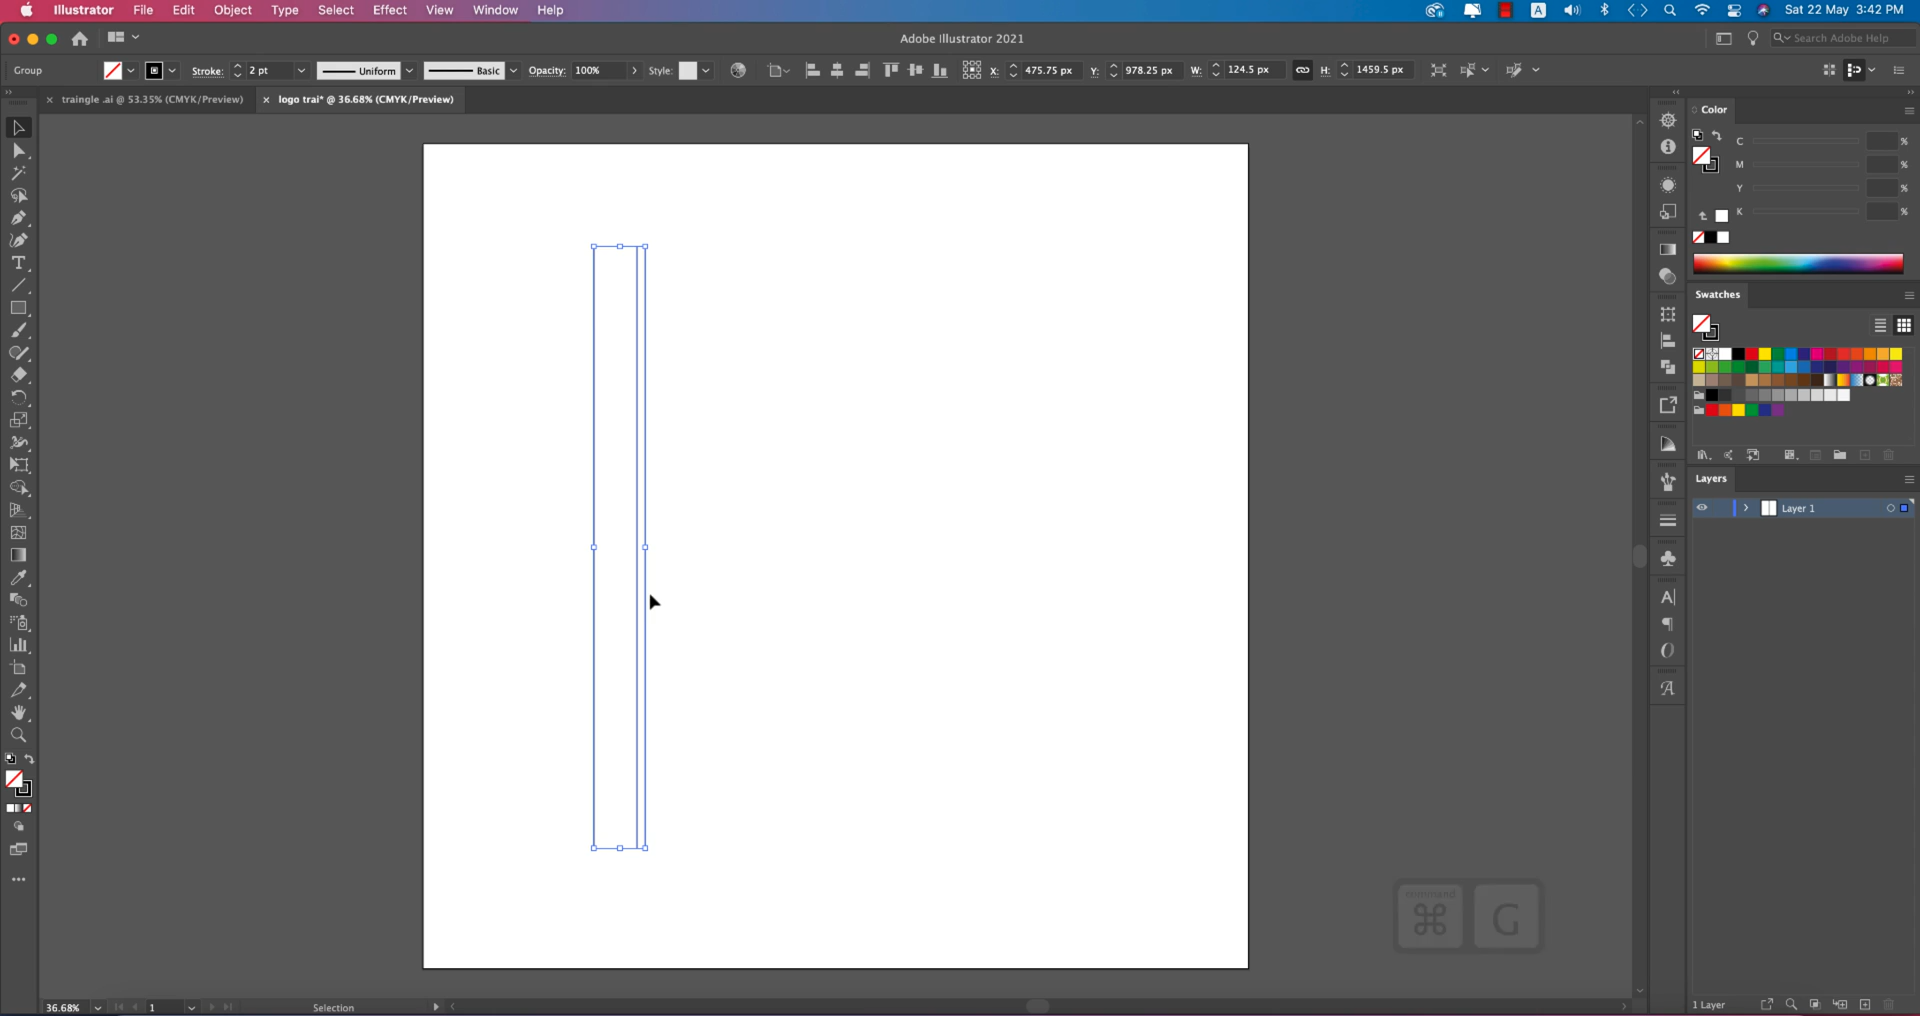 Illustrator File Edit Object Type Select Effect View Window Help A Sat 22 May 3:42 PM
Adobe Illustrator 2021 Search Adobe Help
Group Stroke: 2 pt Uniform Basic Opacity: 100% Style: X: 475.75 px Y: 978.25 px W: 124.5 px H: 1459.5 px
× traingle .ai @ 53.35% (CMYK/Preview) × logo trai* @ 36.68% (CMYK/Preview)
Color
C %
M %
Y %
K %
Swatches
Layers
Layer 1
command
⌘ G
36.68% 1 Selection 1 Layer